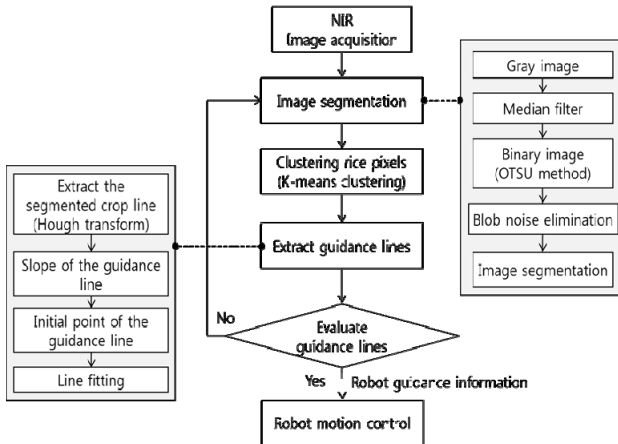 NIR
Image acquisition
Image segmentation
Clustering rice pixels
(K-means clustering)
Extract guidance lines
Evaluate
guidance lines
No
Yes
Robot guidance information
Robot motion control
Gray image
Median filter
Binary image
(OTSU method)
Blob noise elimination
Image segmentation
Extract the
segmented crop line
(Hough transform)
Slope of the guidance
line
Initial point of the
guidance line
Line fitting